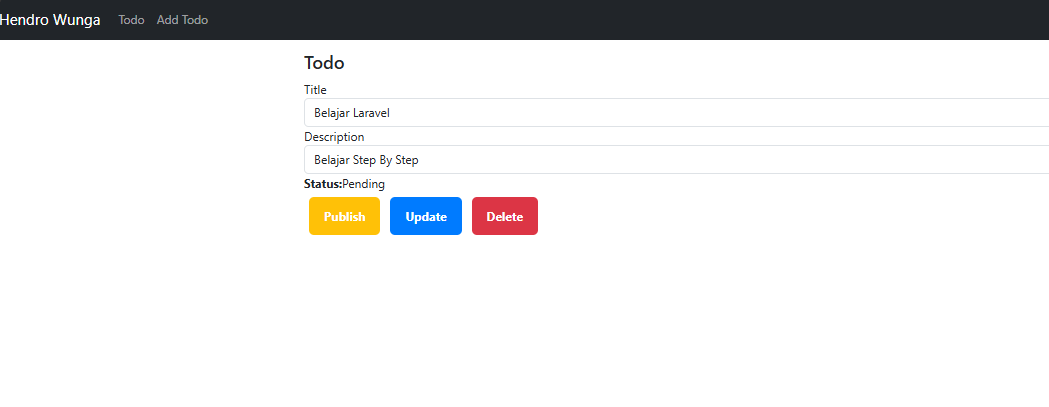 Hendro Wunga Todo Add Todo
Todo
Title
Belajar Laravel
Description
Belajar Step By Step
Status:Pending
Publish Update Delete